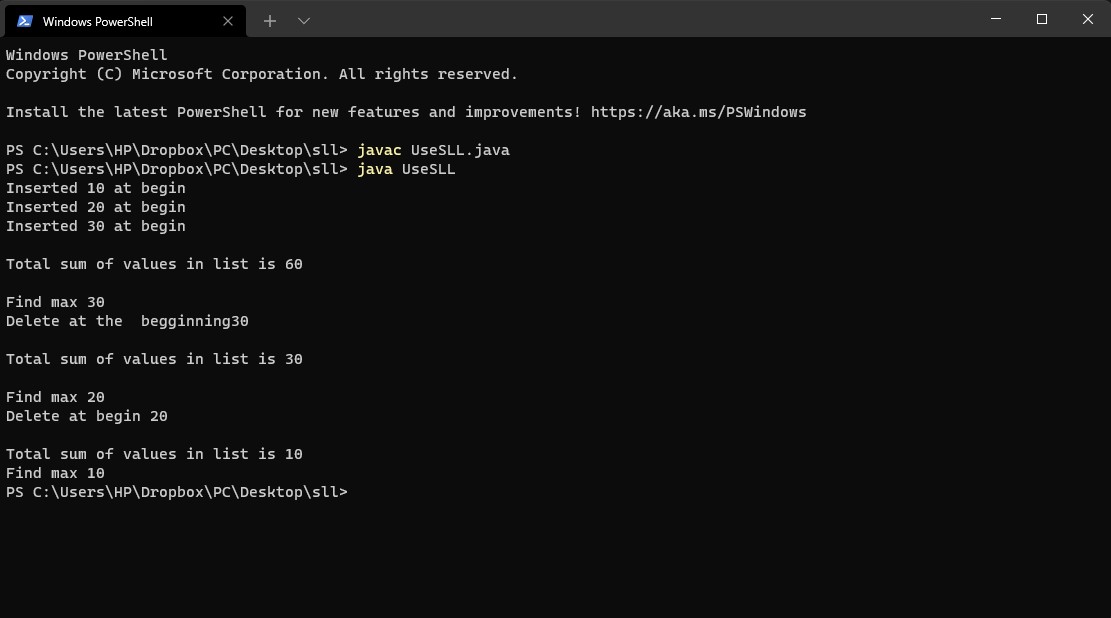 Windows PowerShell
Windows PowerShell
Copyright (C) Microsoft Corporation. All rights reserved.
Install the latest PowerShell for new features and improvements! https://aka.ms/PSWindows
PS C:\Users\HP\Dropbox\PC\Desktop\sll> javac UseSLL.java
PS C:\Users\HP\Dropbox\PC\Desktop\sll> java UseSLL
Inserted 10 at begin
Inserted 20 at begin
Inserted 30 at begin
Total sum of values in list is 60
Find max 30
Delete at the  begginning30
Total sum of values in list is 30
Find max 20
Delete at begin 20
Total sum of values in list is 10
Find max 10
PS C:\Users\HP\Dropbox\PC\Desktop\sll>